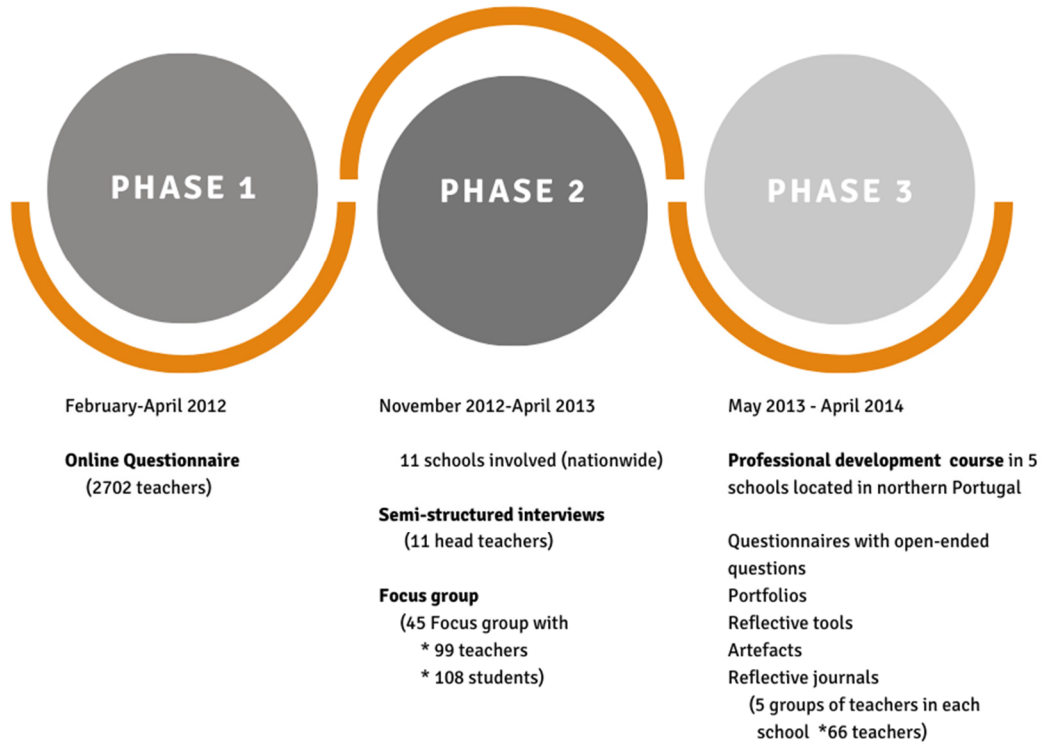 PHASE 1
PHASE 2
PHASE 3
February-April 2012
Online Questionnaire
(2702 teachers)
November 2012-April 2013
11 schools involved (nationwide)
Semi-structured interviews
(11 head teachers)
Focus group
(45 Focus group with
* 99 teachers
* 108 students)
May 2013 - April 2014
Professional development course in 5
schools located in northern Portugal
Questionnaires with open-ended
questions
Portfolios
Reflective tools
Artefacts
Reflective journals
(5 groups of teachers in each
school *66 teachers)